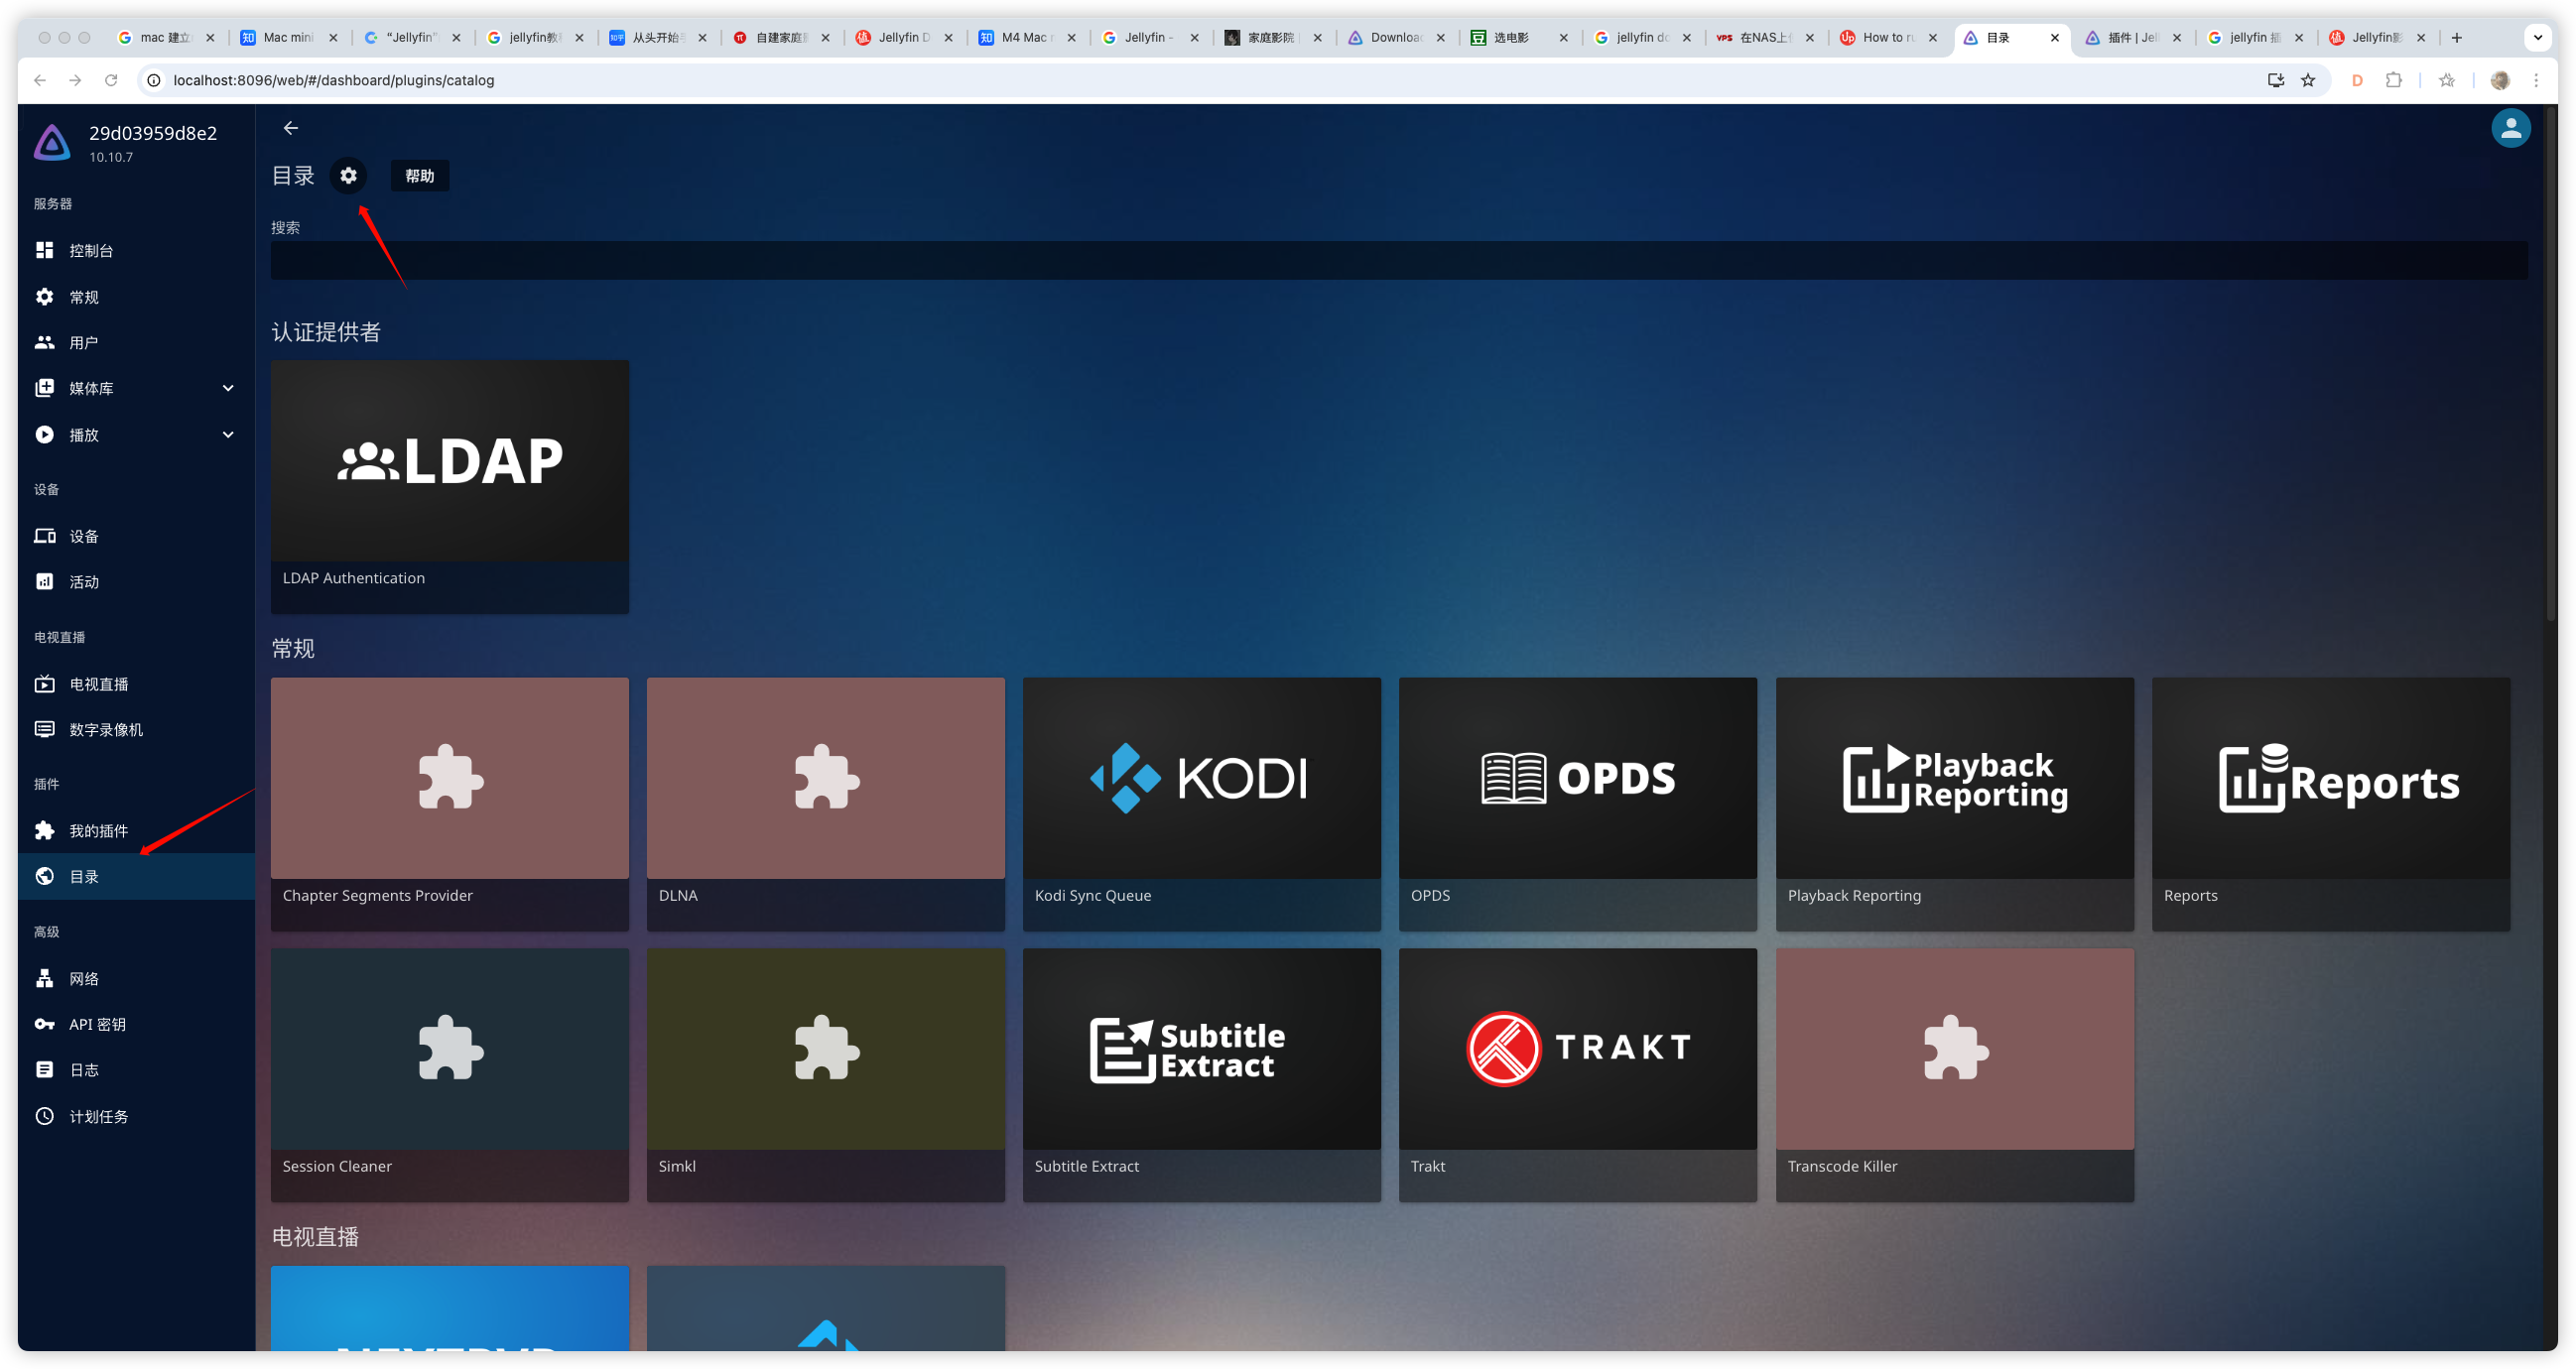 mac 建立
Mac mini
“Jellyfin”
jellyfin教
从头开始
自建家庭
Jellyfin D
M4 Mac
Jellyfin -
家庭影院
Downloa
选电影
jellyfin do
在NAS上
How to ru
目录
插件 | Jell
jellyfin 插
Jellyfin影
localhost:8096/web/#/dashboard/plugins/catalog
29d03959d8e2
10.10.7
服务器
控制台
常规
用户
媒体库
播放
设备
设备
活动
电视直播
电视直播
数字录像机
插件
我的插件
目录
高级
网络
API 密钥
日志
计划任务
目录
帮助
搜索
认证提供者
LDAP
LDAP Authentication
常规
KODI
OPDS
Playback
Reporting
Reports
Chapter Segments Provider
DLNA
Kodi Sync Queue
OPDS
Playback Reporting
Reports
Subtitle
Extract
TRAKT
Session Cleaner
Simkl
Subtitle Extract
Trakt
Transcode Killer
电视直播